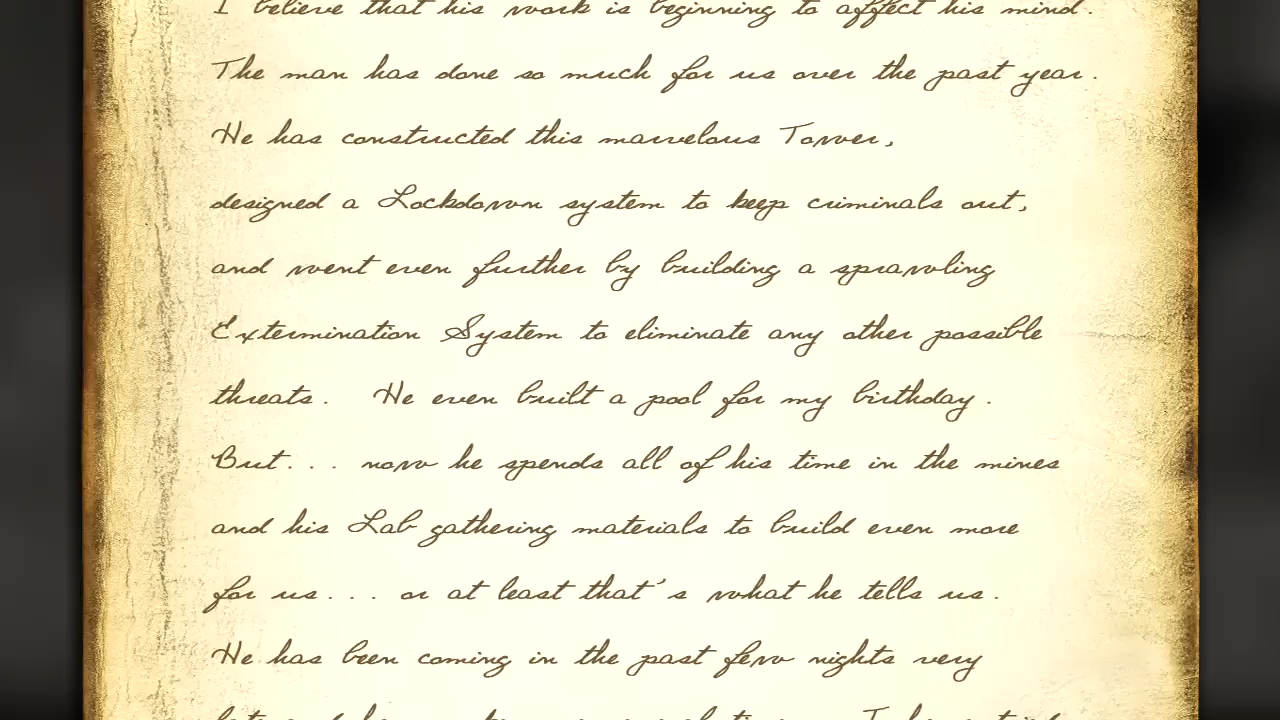 I believe that his work is beginning to affect his mind.
The man has done so much for us over the past year.
He has constructed this marvelous Tower,
designed a Lockdown system to keep criminals out,
and went even further by building a sprawling
Extermination System to eliminate any other possible
threats. He even built a pool for my birthday.
But... now he spends all of his time in the mines
and his Lab gathering materials to build even more
for us... or at least that's what he tells us.
He has been coming in the past few nights very